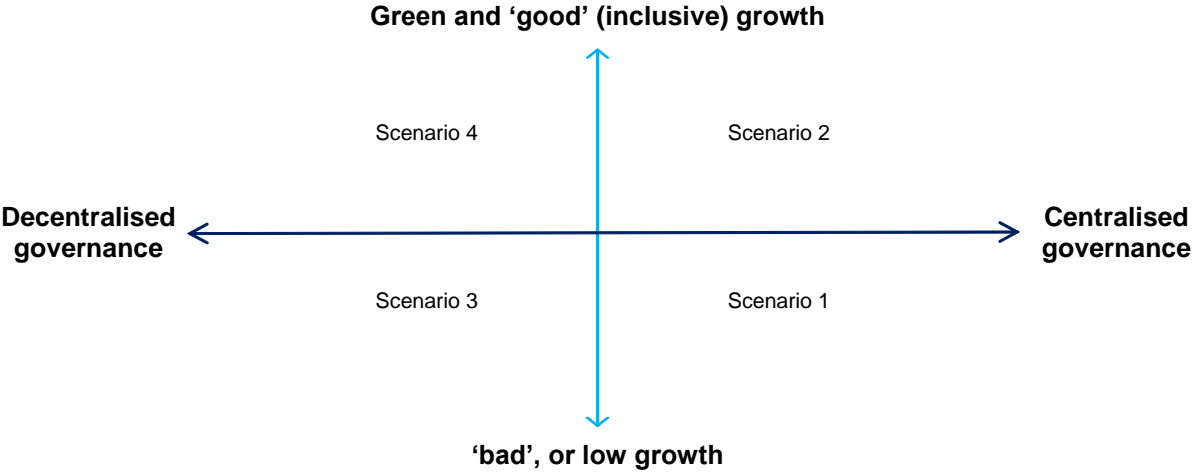 Green and ‘good’ (inclusive) growth
Scenario 4
Scenario 2
Decentralised
governance
Centralised
governance
Scenario 3
Scenario 1
‘bad’, or low growth